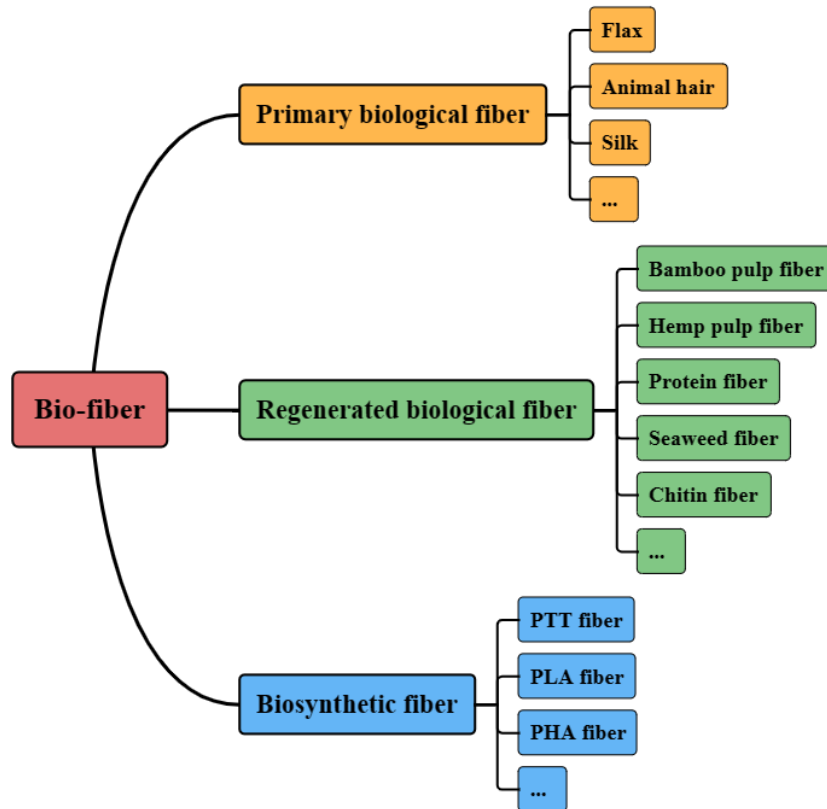 Flax
Animal hair
Primary biological fiber
Silk
...
Bamboo pulp fiber
Hemp pulp fiber
Protein fiber
Bio-fiber
Regenerated biological fiber
Seaweed fiber
Chitin fiber
...
PTT fiber
PLA fiber
Biosynthetic fiber
PHA fiber
...